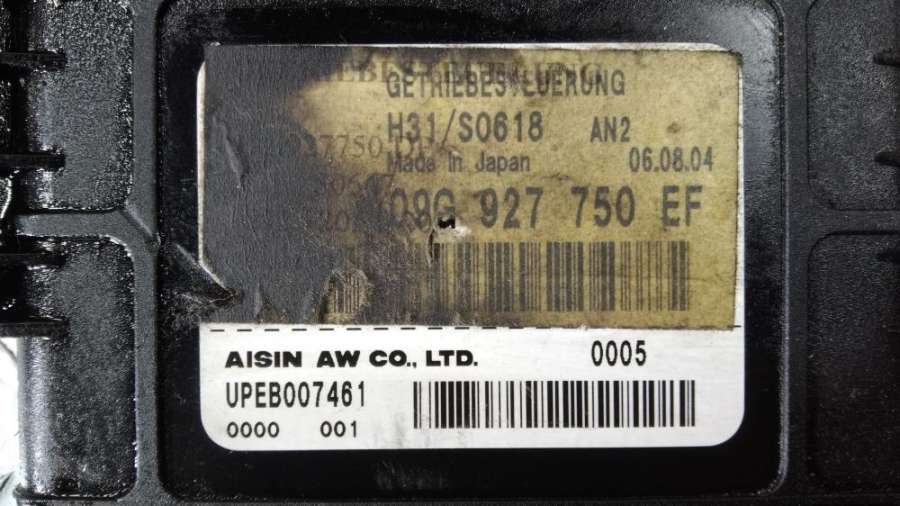 GETRIEBESTEUERUNG
H31/S0618 AN2
Made in Japan 06.08.04
09G 927 750 EF
AISIN AW CO., LTD. 0005
UPEB007461
0000 001